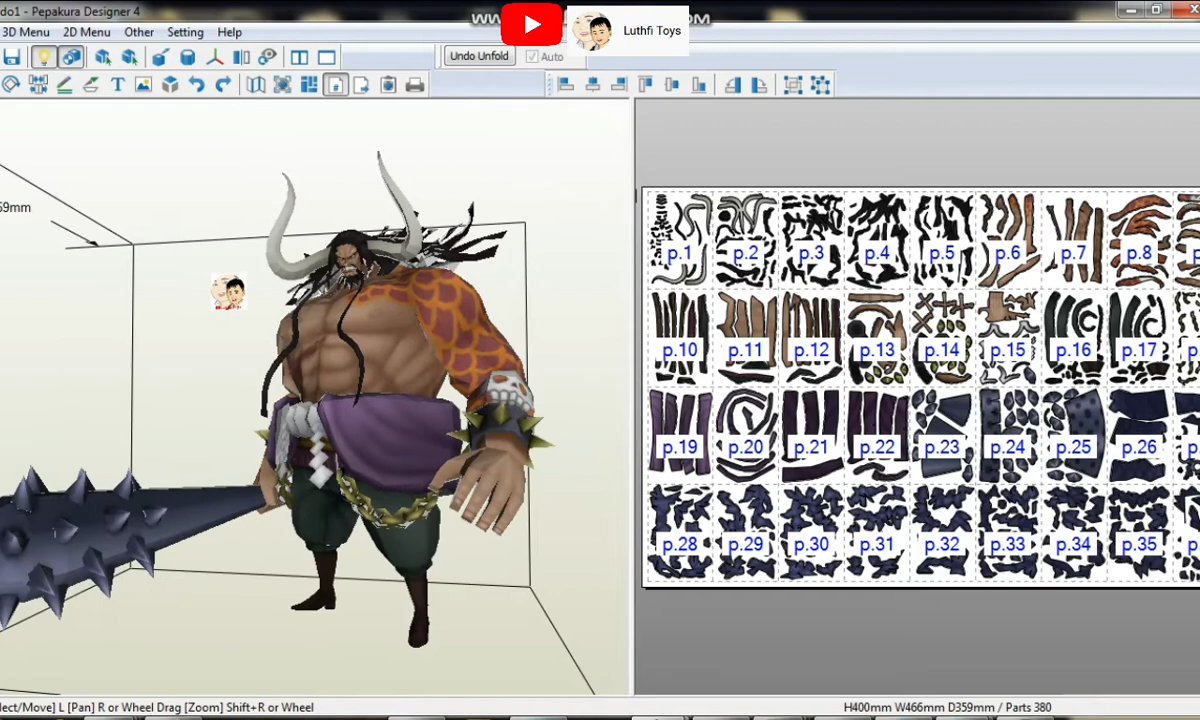 do1 - Pepakura Designer 4
Luthfi Toys
3D Menu 2D Menu Other Setting Help
Undo Unfold Auto
59mm
p.1 p.2 p.3 p.4 p.5 p.6 p.7 p.8
p.10 p.11 p.12 p.13 p.14 p.15 p.16 p.17
p.19 p.20 p.21 p.22 p.23 p.24 p.25 p.26
p.28 p.29 p.30 p.31 p.32 p.33 p.34 p.35
lect/Move] L [Pan] R or Wheel Drag [Zoom] Shift+R or Wheel
H400mm W466mm D359mm / Parts 380